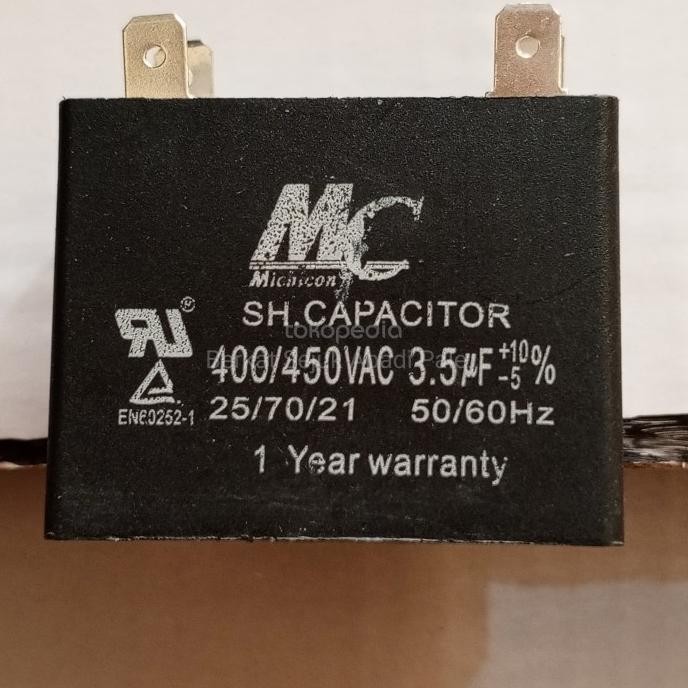 MC
Michicon
SH.CAPACITOR
tokopedia
400/450VAC 3.5µF +10 -5 %
EN60252-1
25/70/21 50/60Hz
1 Year warranty